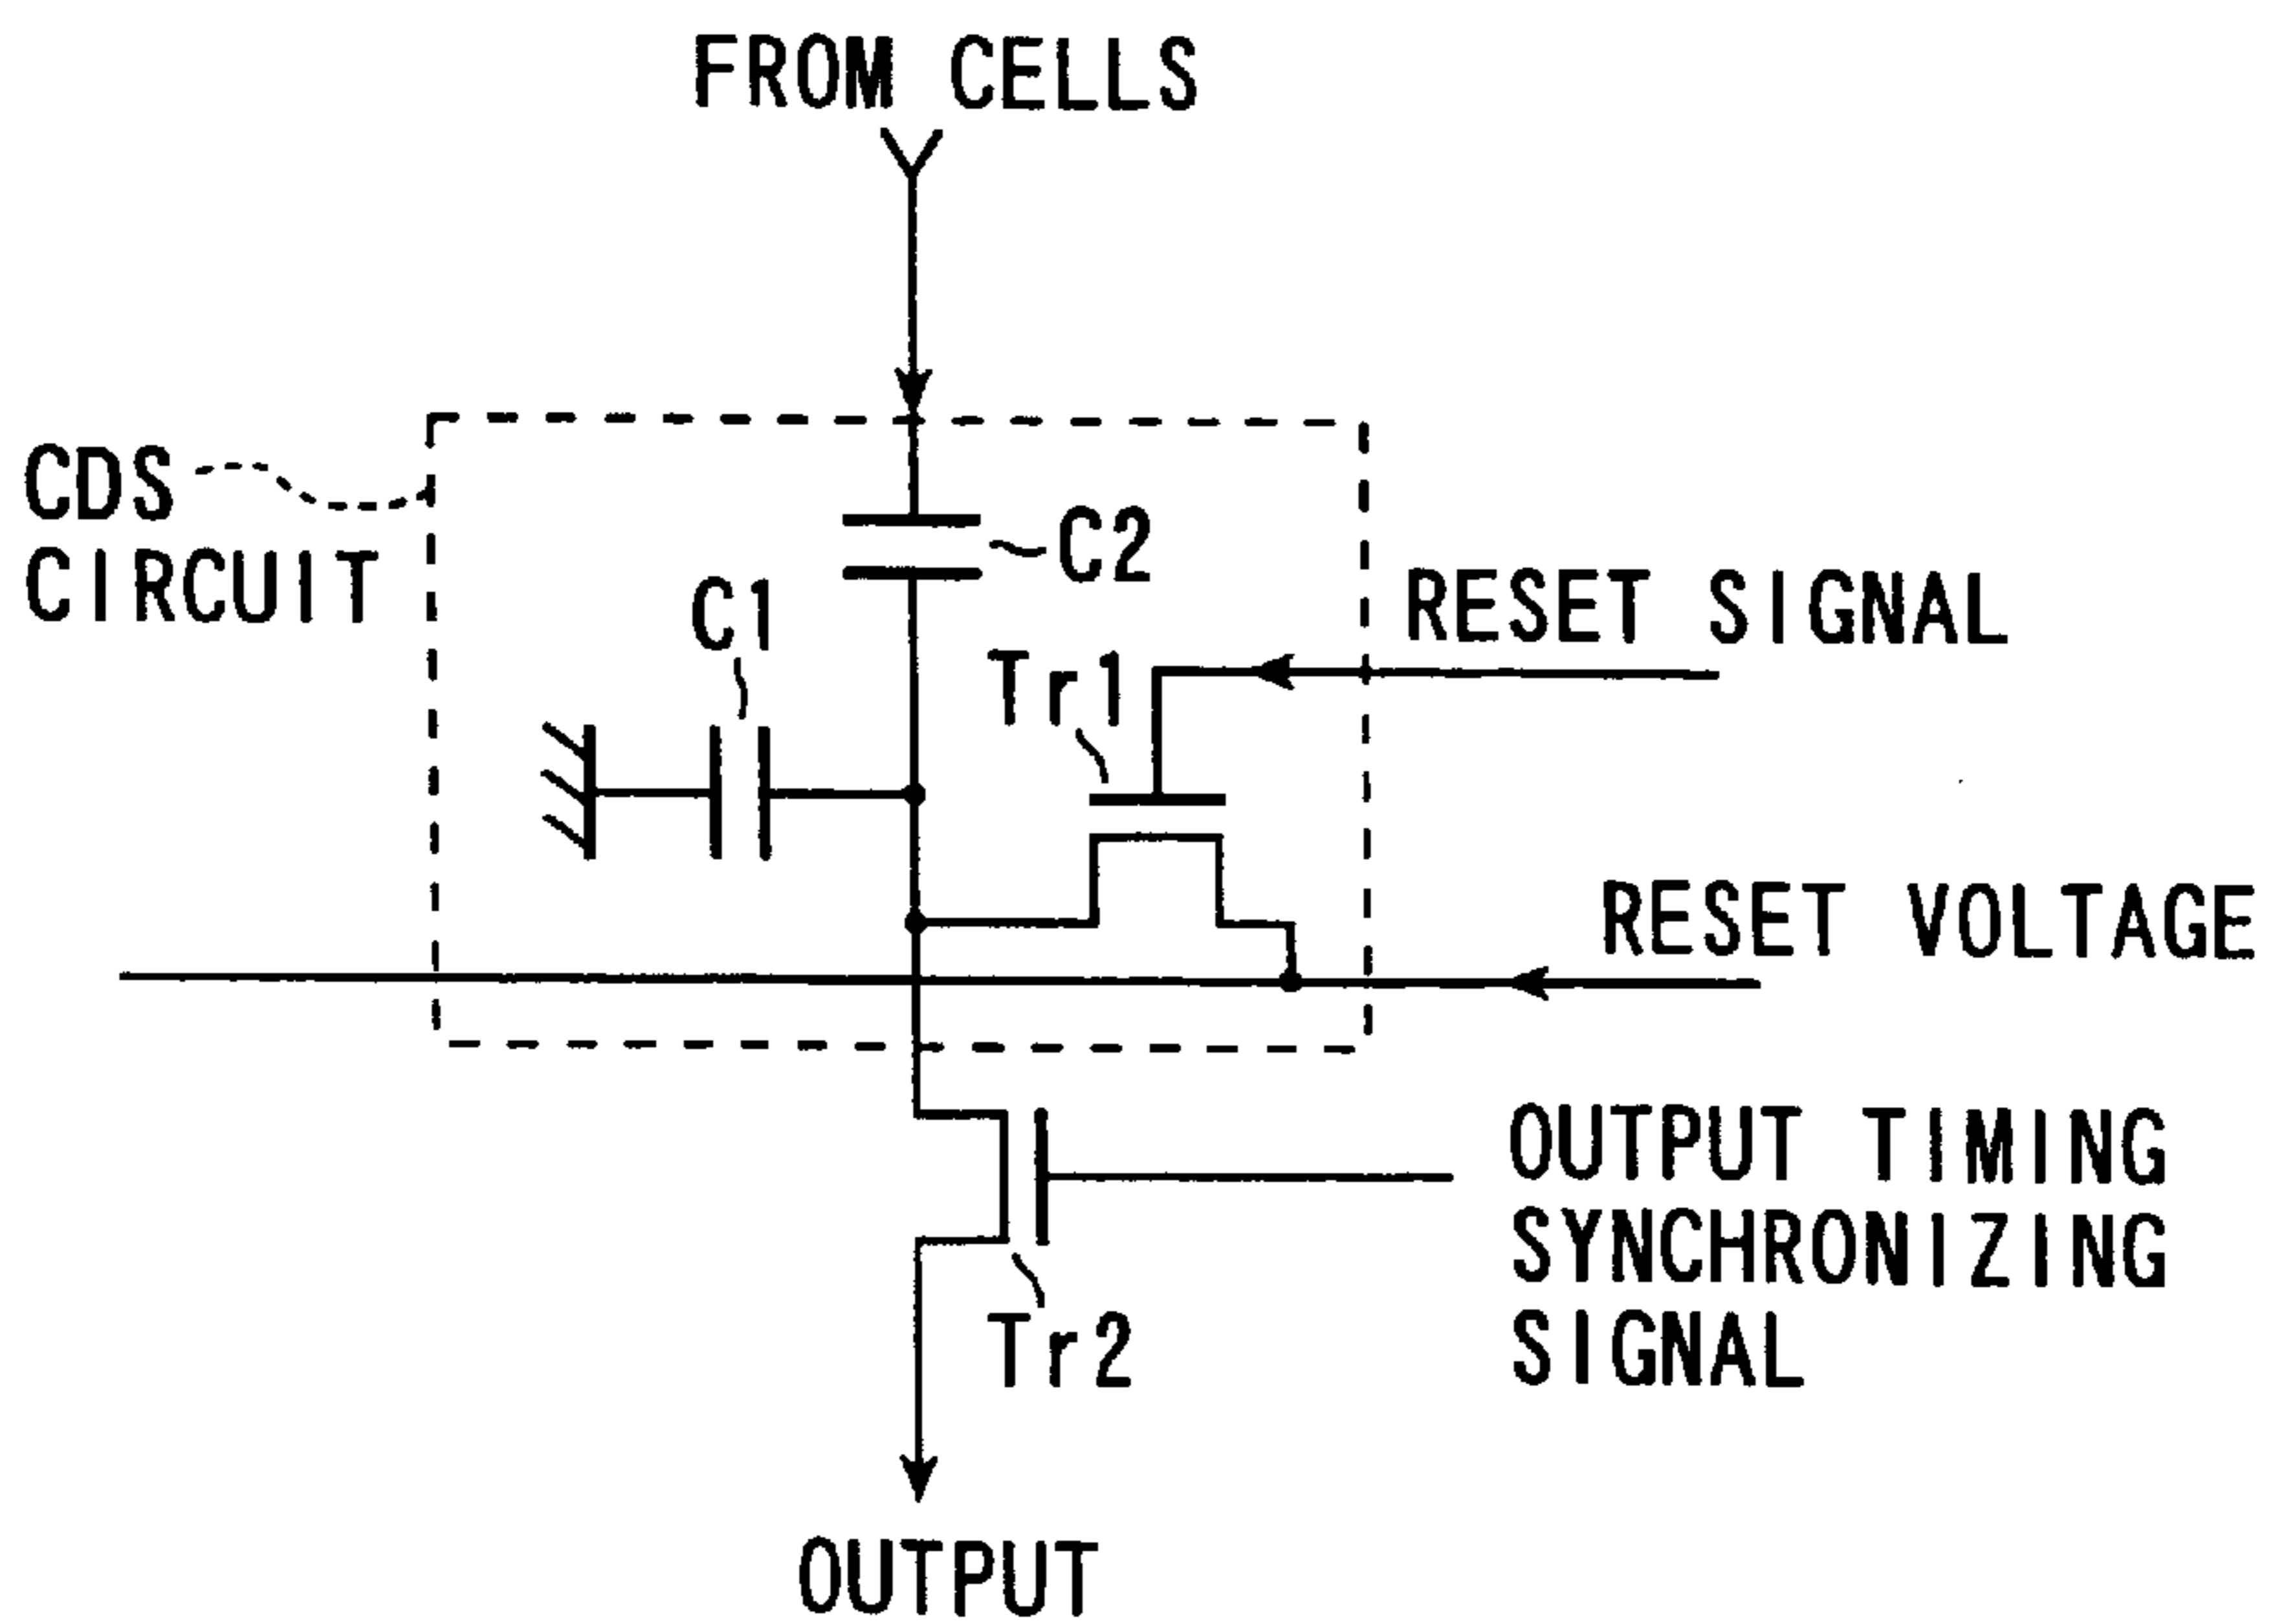 FROM CELLS
CDS
CIRCUIT
C2
C1
RESET SIGNAL
Tr1
RESET VOLTAGE
OUTPUT TIMING
SYNCHRONIZING
SIGNAL
Tr2
OUTPUT